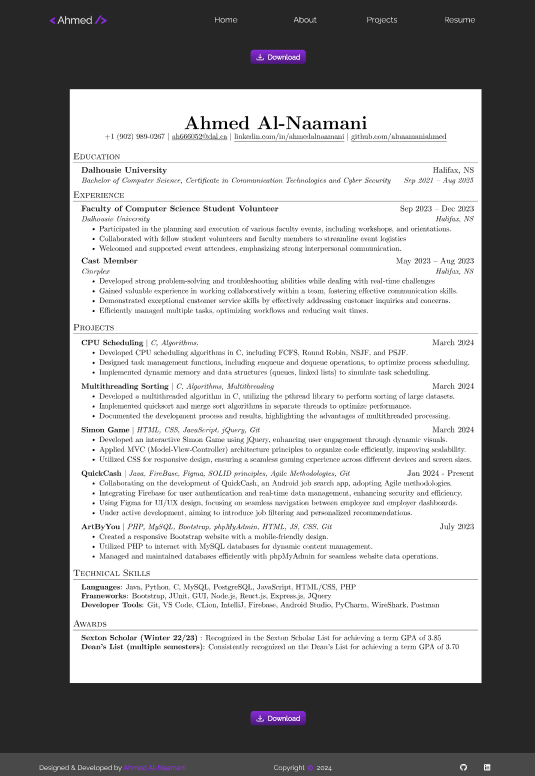 < Ahmed />
Home About Projects Resume
Download
Ahmed Al-Naamani
+1 (902) 989-0267 | ah666052@dal.ca | linkedin.com/in/ahmedalnaamani | github.com/alnaamaniahmed
Education
Dalhousie University Halifax, NS
Bachelor of Computer Science, Certificate in Communication Technologies and Cyber Security Sep 2021 – Aug 2025
Experience
Faculty of Computer Science Student Volunteer Sep 2023 – Dec 2023
Dalhousie University Halifax, NS
• Participated in the planning and execution of various faculty events, including workshops, and orientations.
• Collaborated with fellow student volunteers and faculty members to streamline event logistics
• Welcomed and supported event attendees, emphasizing strong interpersonal communication.
Cast Member May 2023 – Aug 2023
Cineplex Halifax, NS
• Developed strong problem-solving and troubleshooting abilities while dealing with real-time challenges
• Gained valuable experience in working collaboratively within a team, fostering effective communication skills.
• Demonstrated exceptional customer service skills by effectively addressing customer inquiries and concerns.
• Efficiently managed multiple tasks, optimizing workflows and reducing wait times.
Projects
CPU Scheduling | C, Algorithms. March 2024
• Developed CPU scheduling algorithms in C, including FCFS, Round Robin, NSJF, and PSJF.
• Designed task management functions, including enqueue and dequeue operations, to optimize process scheduling.
• Implemented dynamic memory and data structures (queues, linked lists) to simulate task scheduling.
Multithreading Sorting | C, Algorithms, Multithreading March 2024
• Developed a multithreaded algorithm in C, utilizing the pthread library to perform sorting of large datasets.
• Implemented quicksort and merge sort algorithms in separate threads to optimize performance.
• Documented the development process and results, highlighting the advantages of multithreaded processing.
Simon Game | HTML, CSS, JavaScript, jQuery, Git March 2024
• Developed an interactive Simon Game using jQuery, enhancing user engagement through dynamic visuals.
• Applied MVC (Model-View-Controller) architecture principles to organize code efficiently, improving scalability.
• Utilized CSS for responsive design, ensuring a seamless gaming experience across different devices and screen sizes.
QuickCash | Java, FireBase, Figma, SOLID principles, Agile Methodologies, Git Jan 2024 - Present
• Collaborating on the development of QuickCash, an Android job search app, adopting Agile methodologies.
• Integrating Firebase for user authentication and real-time data management, enhancing security and efficiency.
• Using Figma for UI/UX design, focusing on seamless navigation between employee and employer dashboards.
• Under active development, aiming to introduce job filtering and personalized recommendations.
ArtByYou | PHP, MySQL, Bootstrap, phpMyAdmin, HTML, JS, CSS, Git July 2023
• Created a responsive Bootstrap website with a mobile-friendly design.
• Utilized PHP to interact with MySQL databases for dynamic content management.
• Managed and maintained databases efficiently with phpMyAdmin for seamless website data operations.
Technical Skills
Languages: Java, Python, C, MySQL, PostgreSQL, JavaScript, HTML/CSS, PHP
Frameworks: Bootstrap, JUnit, GUI, Node.js, React.js, Express.js, JQuery
Developer Tools: Git, VS Code, CLion, IntelliJ, Firebase, Android Studio, PyCharm, WireShark, Postman
Awards
Sexton Scholar (Winter 22/23) : Recognized in the Sexton Scholar List for achieving a term GPA of 3.85
Dean's List (multiple semesters): Consistently recognized on the Dean's List for achieving a term GPA of 3.70
Download
Designed & Developed by Ahmed Al-Naamani Copyright © 2024